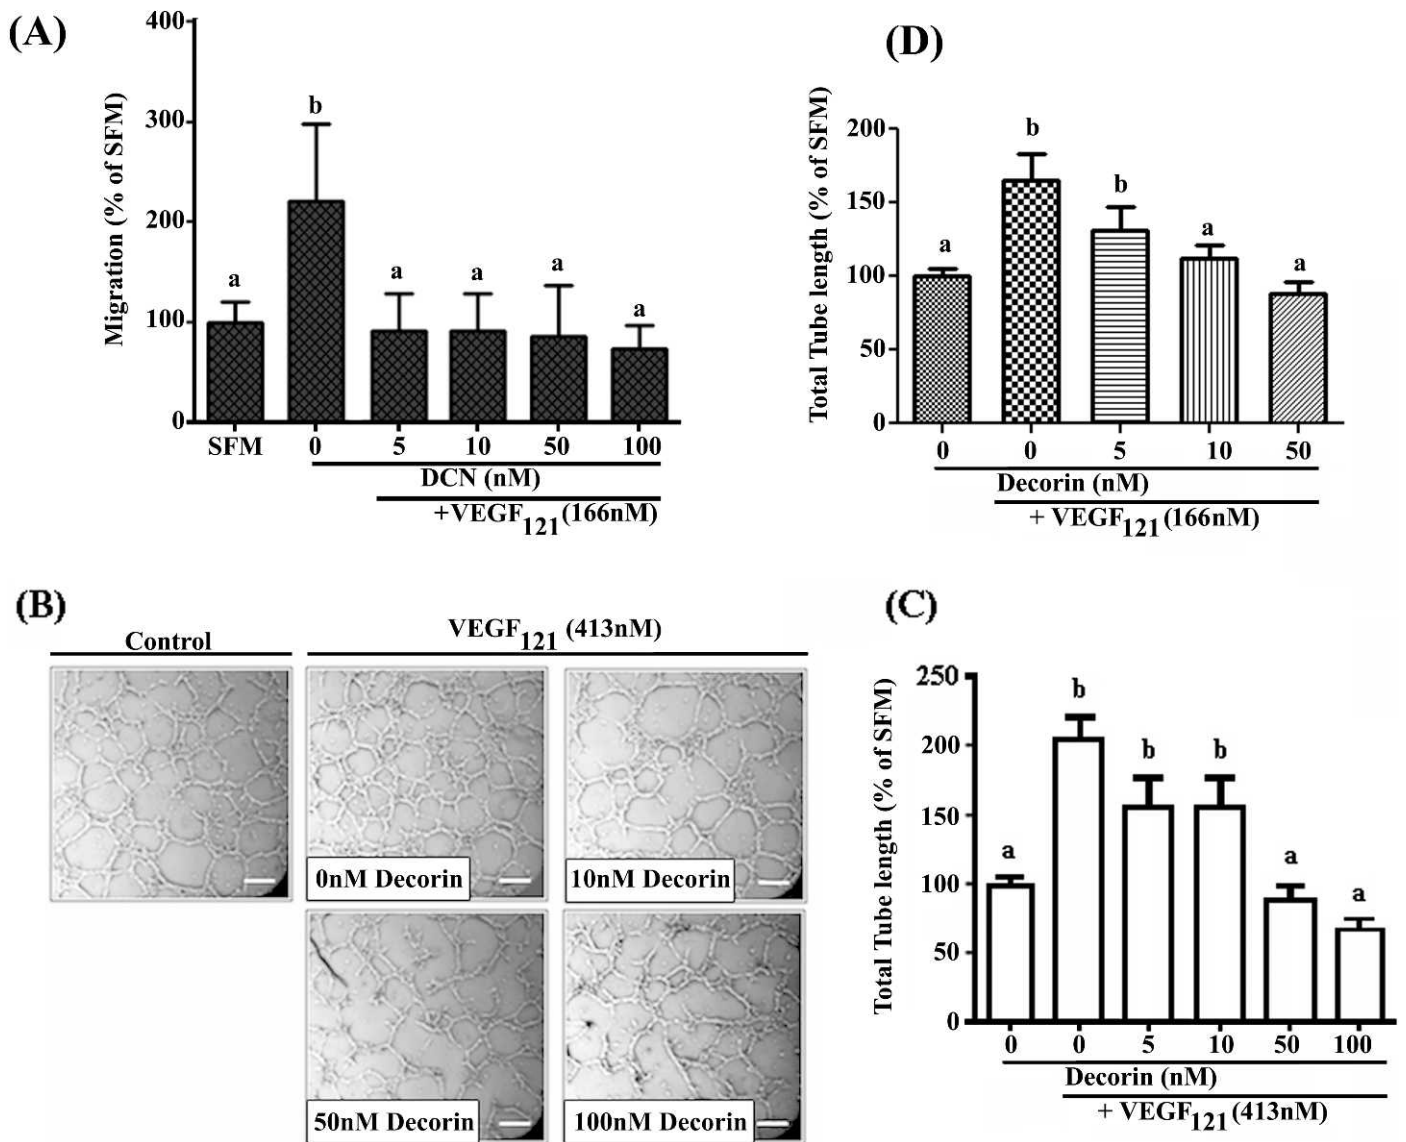 (A)
Migration (% of SFM)
400
300
200
100
0
a
b
a
a
a
a
SFM 0 5 10 50 100
DCN (nM)
+VEGF121(166nM)
(D)
Total Tube length (% of SFM)
200
150
100
50
0
a
b
b
a
a
0 0 5 10 50
Decorin (nM)
+ VEGF121(166nM)
(B)
Control
VEGF121 (413nM)
0nM Decorin
10nM Decorin
50nM Decorin
100nM Decorin
(C)
Total Tube length (% of SFM)
250
200
150
100
50
0
a
b
b
b
a
a
0 0 5 10 50 100
Decorin (nM)
+ VEGF121(413nM)